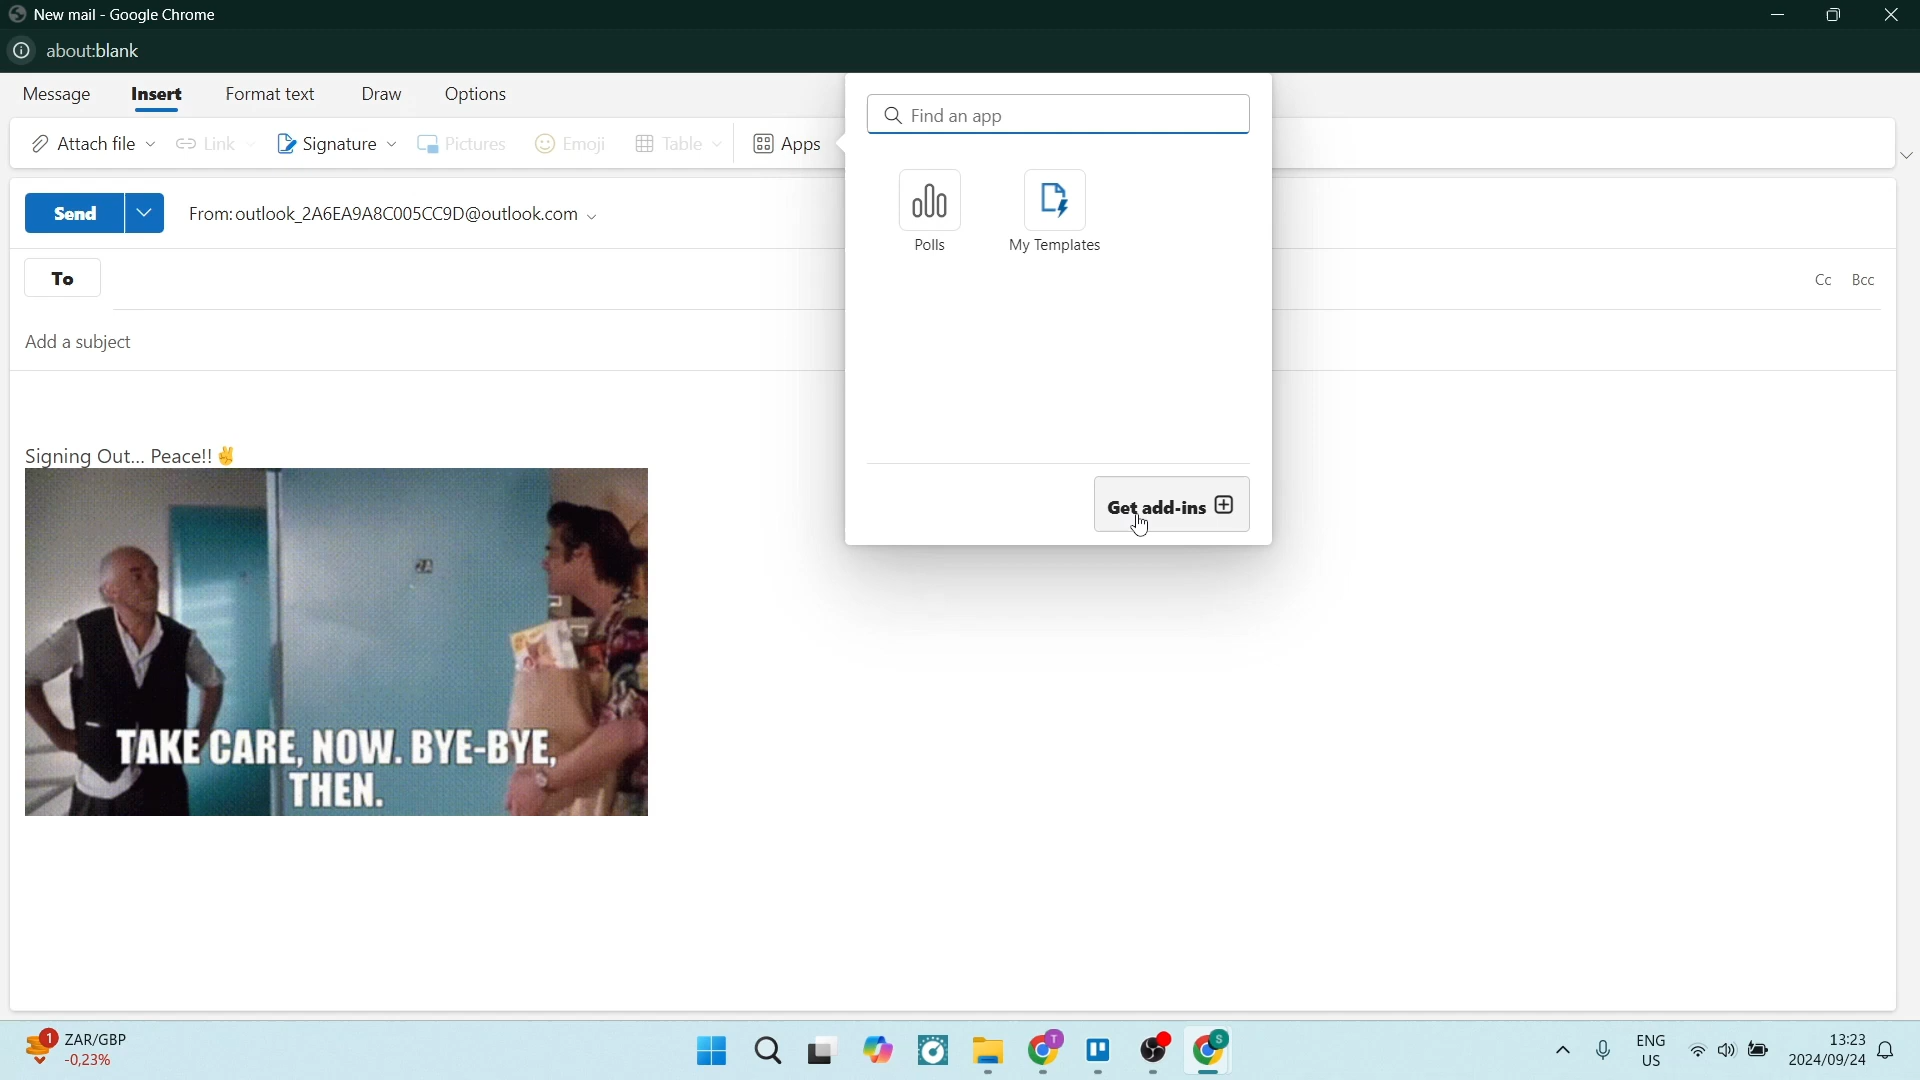 New mail - Google Chrome
about:blank
Message Insert Format text Draw Options
Attach file Link Signature Pictures Emoji Table Apps
Find an app
Polls My Templates
Get add-ins
Send From: outlook_2A6EA9A8C005CC9D@outlook.com
To Cc Bcc
Add a subject
Signing Out... Peace!!✌
2A
TAKE CARE, NOW. BYE-BYE,
THEN.
1 ZAR/GBP
-0,23%
T
S
ENG
US
13:23
2024/09/24